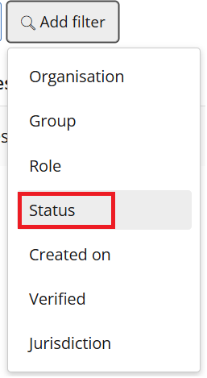 Add filter
Organisation
Group
Role
Status
Created on
Verified
Jurisdiction